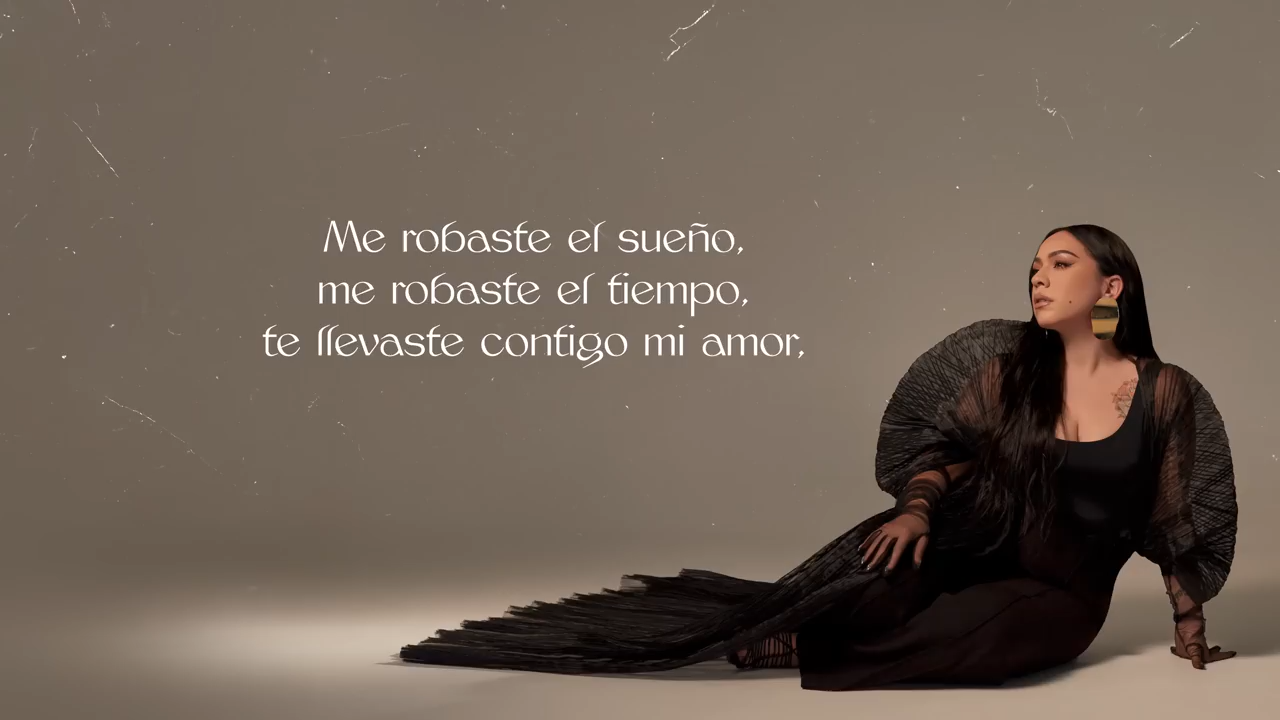 Me robaste el sueño,
me robaste el tiempo,
te llevaste contigo mi amor,